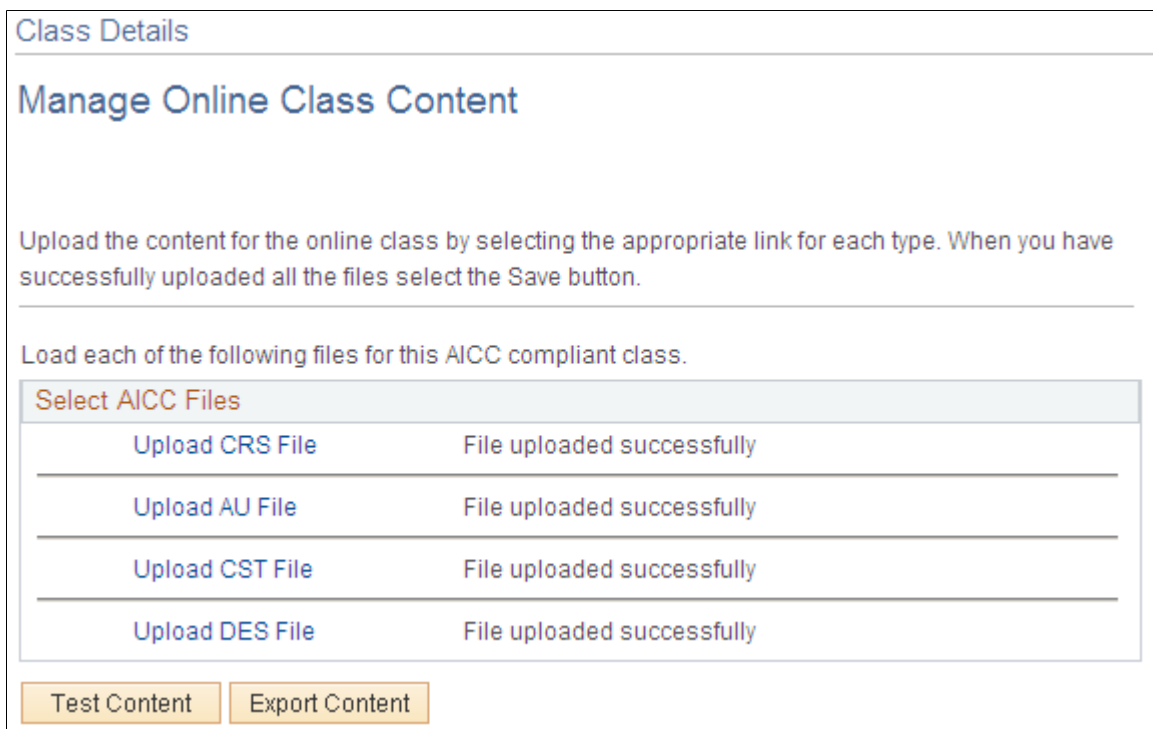 Class Details
Manage Online Class Content
Upload the content for the online class by selecting the appropriate link for each type. When you have
successfully uploaded all the files select the Save button.
Load each of the following files for this AICC compliant class.
Select AICC Files
Upload CRS File File uploaded successfully
Upload AU File File uploaded successfully
Upload CST File File uploaded successfully
Upload DES File File uploaded successfully
Test Content Export Content